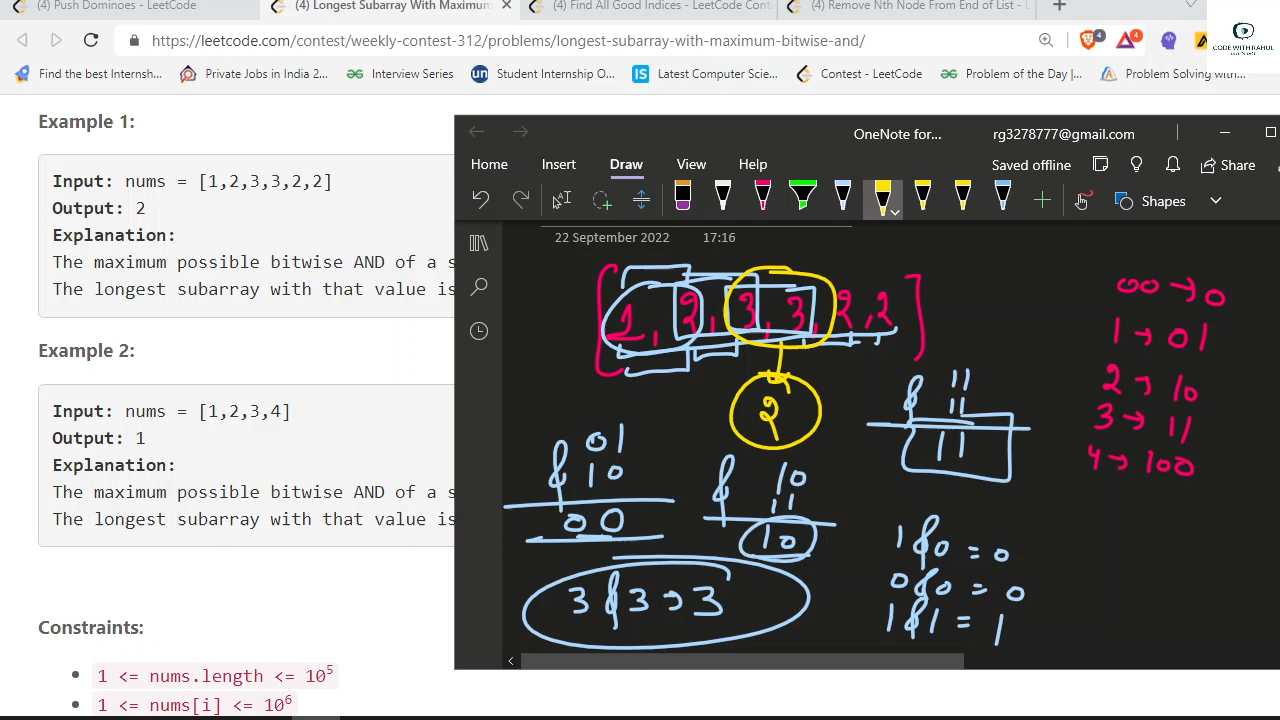 (4) Push Dominoes - LeetCode
(4) Longest Subarray With Maximum
(4) Find All Good Indices - LeetCode Cont
(4) Remove Nth Node From End of List - L
https://leetcode.com/contest/weekly-contest-312/problems/longest-subarray-with-maximum-bitwise-and/
4
4
CODE WITH RAHUL
Find the best Internsh...
Private Jobs in India 2...
Interview Series
Student Internship O...
Latest Computer Scie...
Contest - LeetCode
Problem of the Day |...
Problem Solving with...
Example 1:
Input: nums = [1,2,3,3,2,2]
Output: 2
Explanation:
The maximum possible bitwise AND of a s
The longest subarray with that value is
Example 2:
Input: nums = [1,2,3,4]
Output: 1
Explanation:
The maximum possible bitwise AND of a s
The longest subarray with that value is
Constraints:
1 <= nums.length <= 10⁵
1 <= nums[i] <= 10⁶
OneNote for...
rg3278777@gmail.com
Home Insert Draw View Help
Saved offline
Share
Shapes
22 September 2022 17:16
[1, 2, 3, 3, 2, 2]
2
00 → 0
1 → 01
2 → 10
3 → 11
4 → 100
01
& 10
00
10
& 11
10
11
& 11
11
3 & 3 → 3
1 & 0 = 0
0 & 0 = 0
1 & 1 = 1